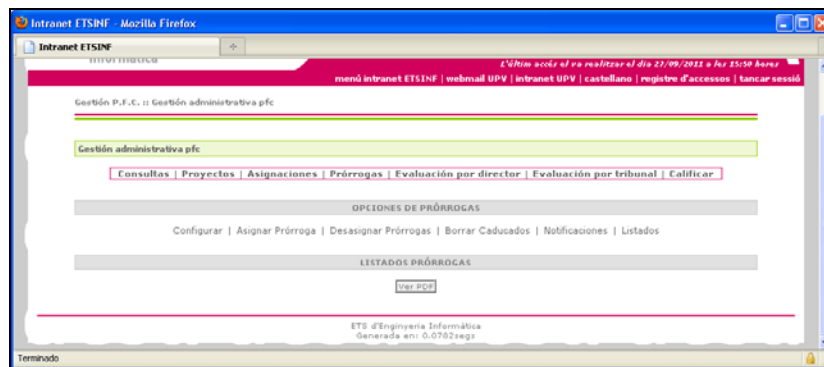 Intranet ETSINF - Mozilla Firefox
Intranet ETSINF
Informàtica
L'últim accés el va realitzar el dia 27/09/2011 a les 15:50 hores
menú intranet ETSINF | webmail UPV | intranet UPV | castellano | registre d'accessos | tancar sessió
Gestión P.F.C. :: Gestión administrativa pfc
Gestión administrativa pfc
Consultas | Proyectos | Asignaciones | Prórrogas | Evaluación por director | Evaluación por tribunal | Calificar
OPCIONES DE PRÓRROGAS
Configurar | Asignar Prórroga | Desasignar Prórrogas | Borrar Caducados | Notificaciones | Listados
LISTADOS PRÓRROGAS
Ver PDF
ETS d'Enginyeria Informàtica
Generada en: 0.0702segs
Terminado